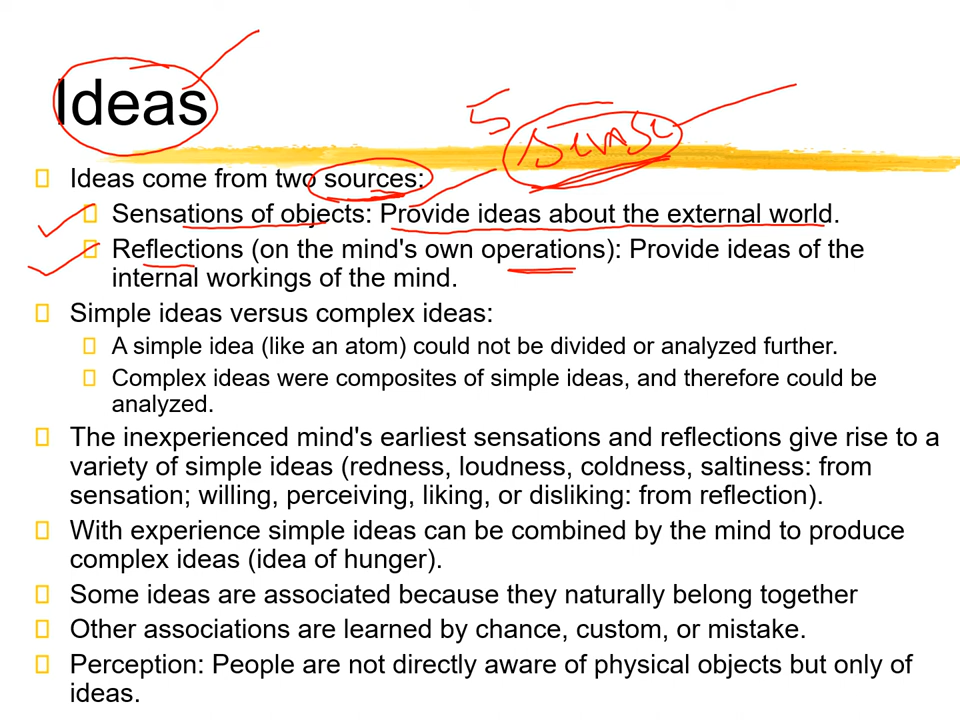 Ideas
5 sense
Ideas come from two sources:
Sensations of objects: Provide ideas about the external world.
Reflections (on the mind's own operations): Provide ideas of the
internal workings of the mind.
Simple ideas versus complex ideas:
A simple idea (like an atom) could not be divided or analyzed further.
Complex ideas were composites of simple ideas, and therefore could be
analyzed.
The inexperienced mind's earliest sensations and reflections give rise to a
variety of simple ideas (redness, loudness, coldness, saltiness: from
sensation; willing, perceiving, liking, or disliking: from reflection).
With experience simple ideas can be combined by the mind to produce
complex ideas (idea of hunger).
Some ideas are associated because they naturally belong together
Other associations are learned by chance, custom, or mistake.
Perception: People are not directly aware of physical objects but only of
ideas.